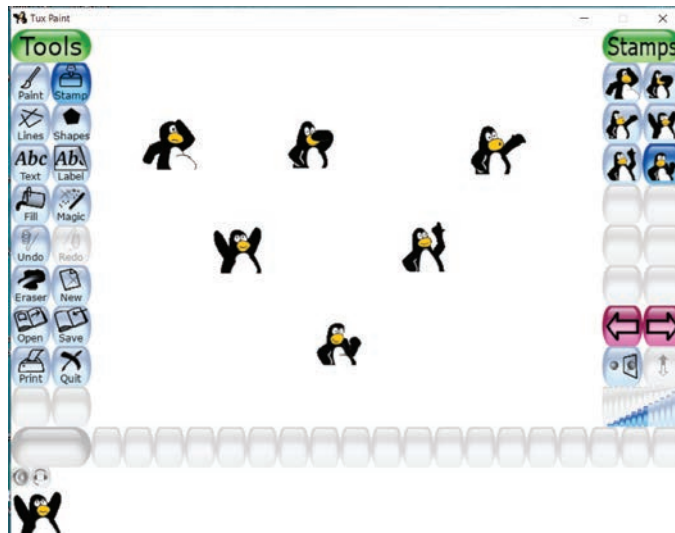 Tux Paint
Tools
Stamps
Paint Stamp
Lines Shapes
Abc Abc
Text Label
Fill Magic
Undo Redo
Eraser New
Open Save
Print Quit